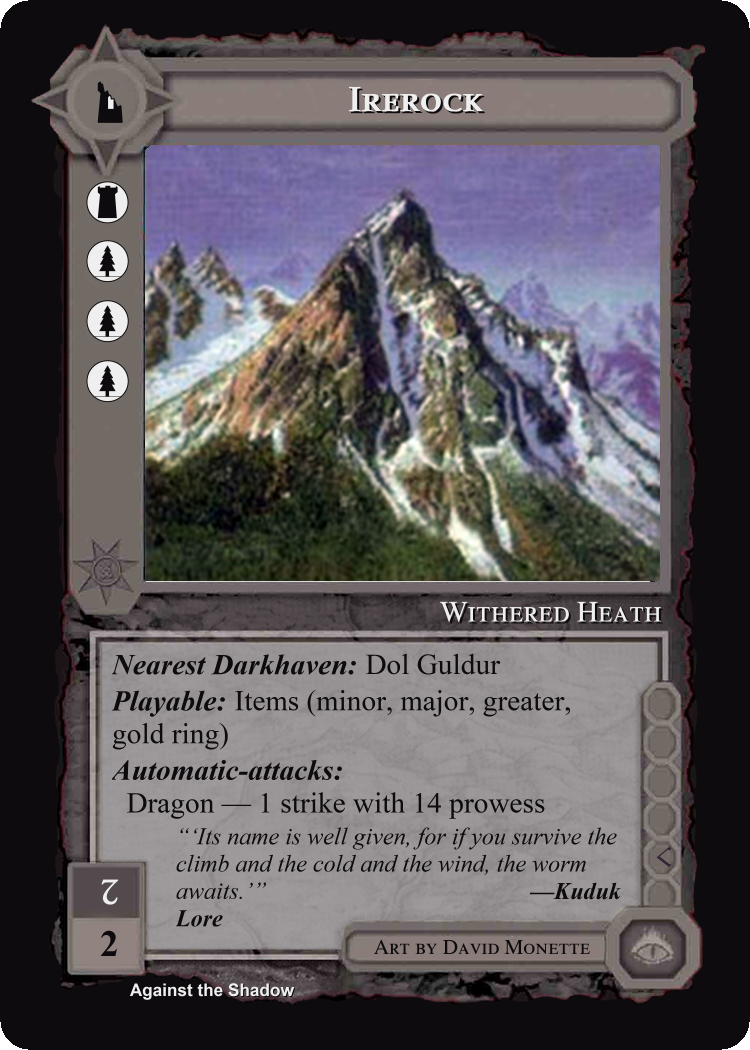 Irerock
Withered Heath
Nearest Darkhaven: Dol Guldur
Playable: Items (minor, major, greater,
gold ring)
Automatic-attacks:
Dragon — 1 strike with 14 prowess
“‘Its name is well given, for if you survive the
climb and the cold and the wind, the worm
awaits.’” —Kuduk
Lore
2
2
Art by David Monette
Against the Shadow